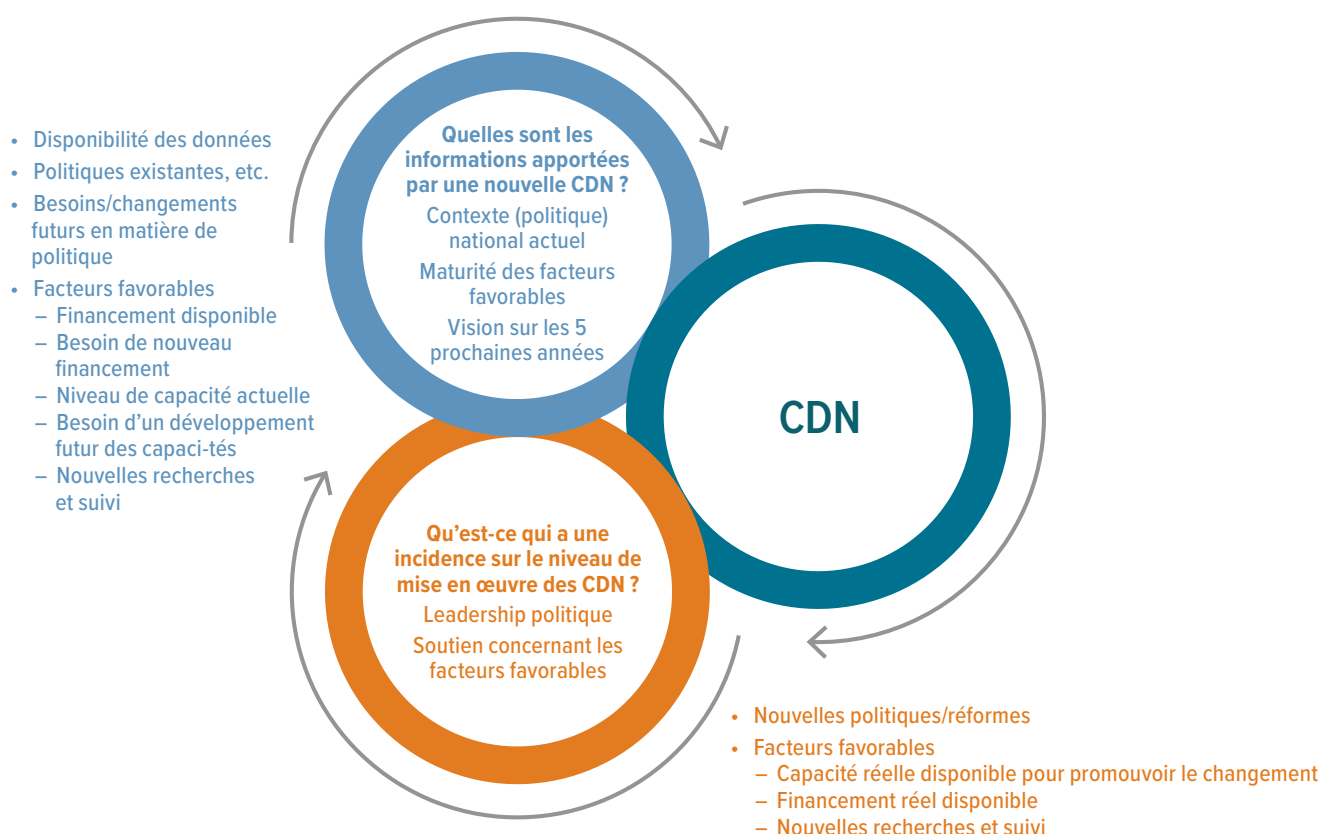 • Disponibilité des données
• Politiques existantes, etc.
• Besoins/changements
futurs en matière de
politique
• Facteurs favorables
– Financement disponible
– Besoin de nouveau
financement
– Niveau de capacité actuelle
– Besoin d’un développement
futur des capaci-tés
– Nouvelles recherches
et suivi
Quelles sont les
informations apportées
par une nouvelle CDN ?
Contexte (politique)
national actuel
Maturité des facteurs
favorables
Vision sur les 5
prochaines années
CDN
Qu’est-ce qui a une
incidence sur le niveau de
mise en œuvre des CDN ?
Leadership politique
Soutien concernant les
facteurs favorables
• Nouvelles politiques/réformes
• Facteurs favorables
– Capacité réelle disponible pour promouvoir le changement
– Financement réel disponible
– Nouvelles recherches et suivi